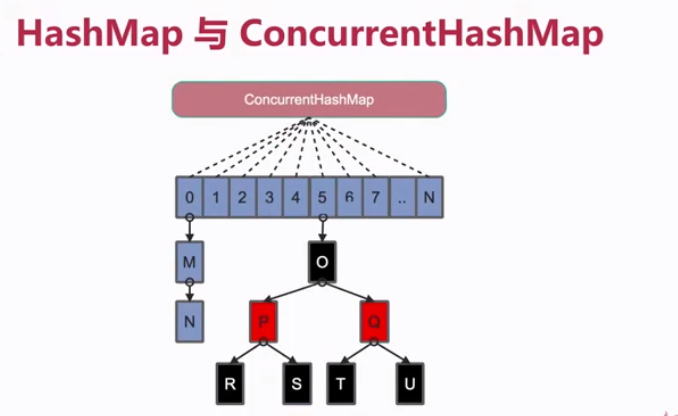 HashMap 与 ConcurrentHashMap
ConcurrentHashMap
0 1 2 3 4 5 6 7 .. N
M O
N P Q
R S T U